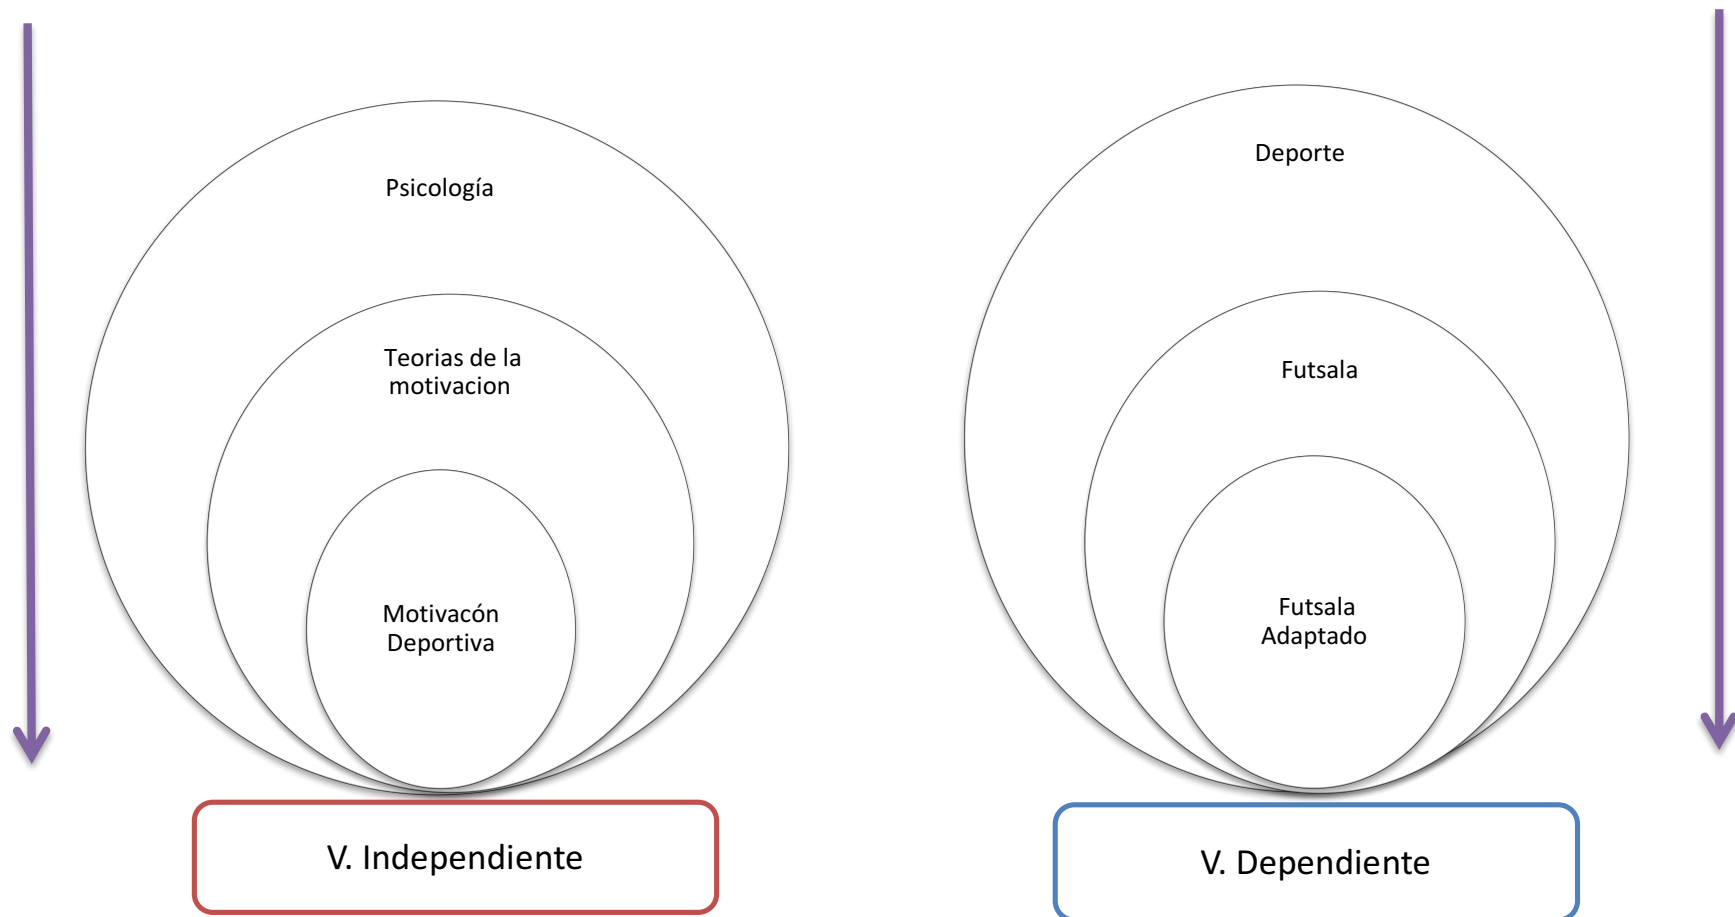 Psicología
Teorias de la
motivacion
Motivacón
Deportiva
V. Independiente
Deporte
Futsala
Futsala
Adaptado
V. Dependiente